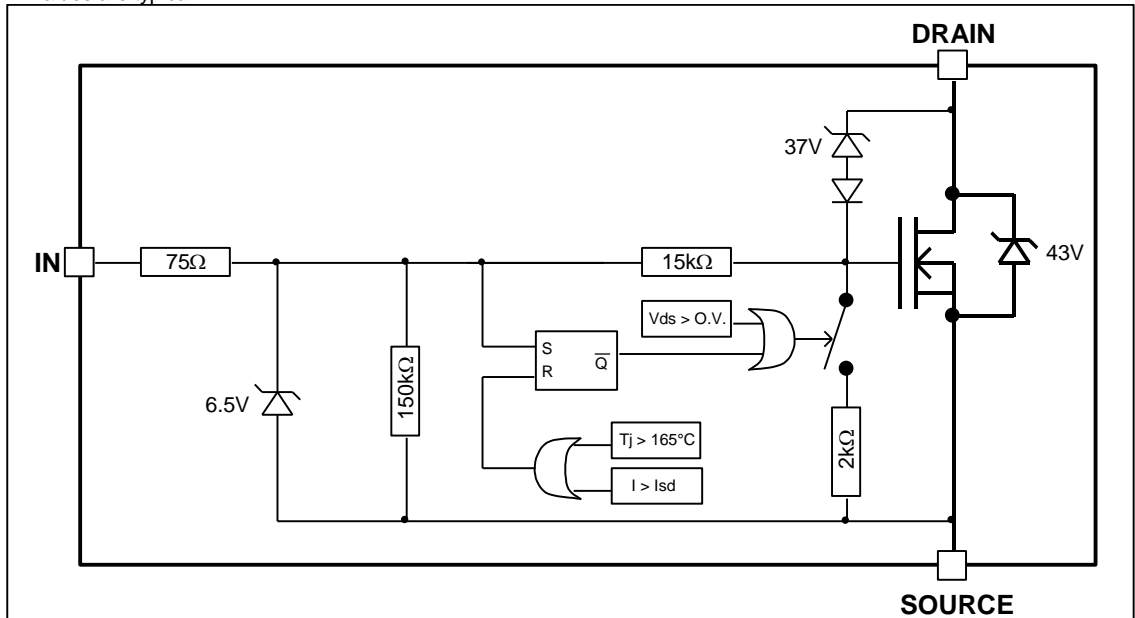 DRAIN
37V
43V
IN
75Ω
15kΩ
Vds > O.V.
S
R
Q̅
150kΩ
6.5V
Tj > 165°C
I > Isd
2kΩ
SOURCE